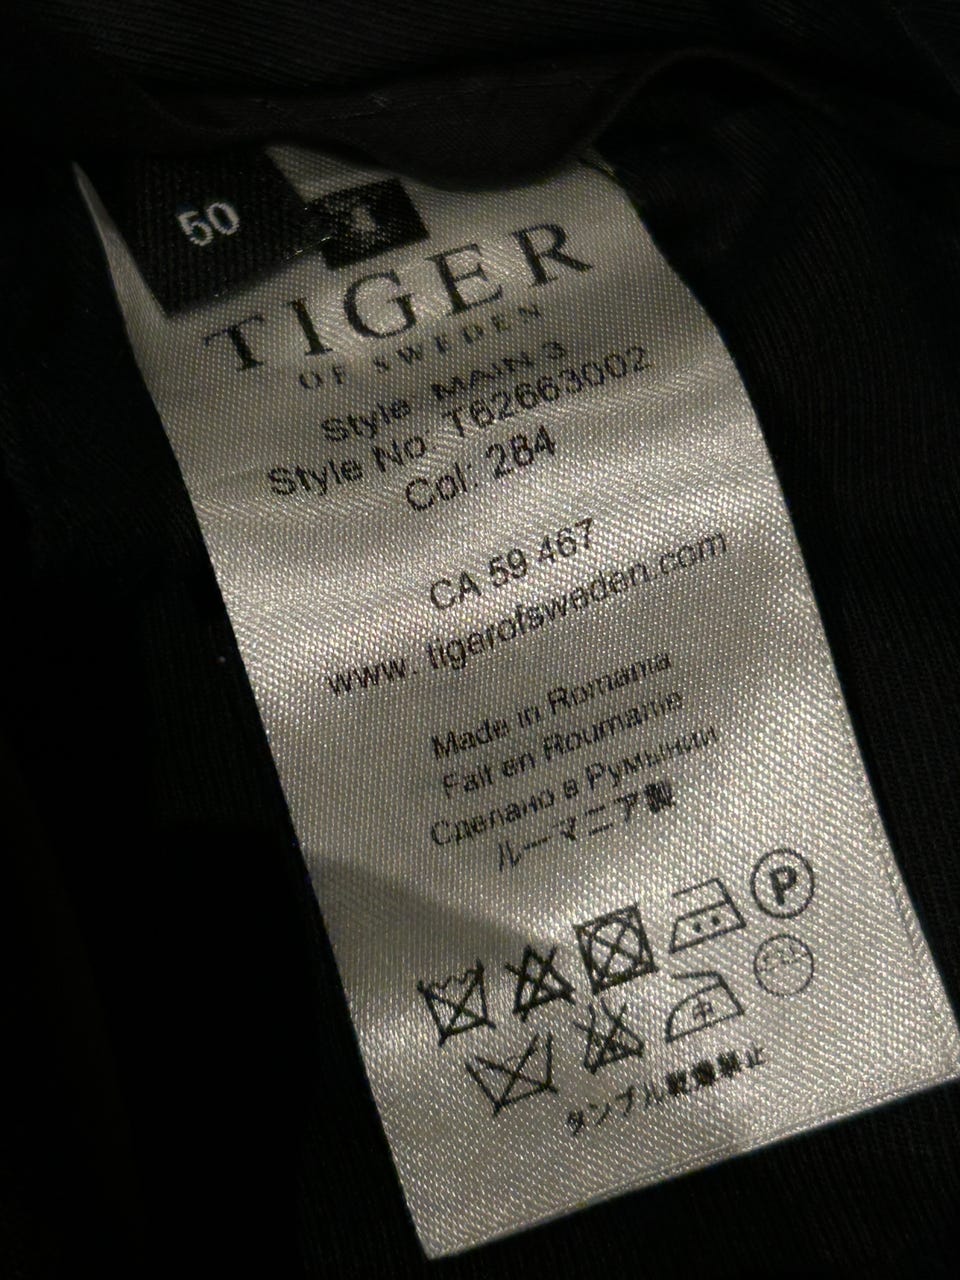 50
TIGER
OF SWEDEN
Style MAIN 3
Style No T62663002
Col: 284
CA 59 467
www. tigerofsweden.com
Made in Romania
Fait en Roumanie
Сделано в Румынии
ルーマニア製
P
タンブル乾燥禁止